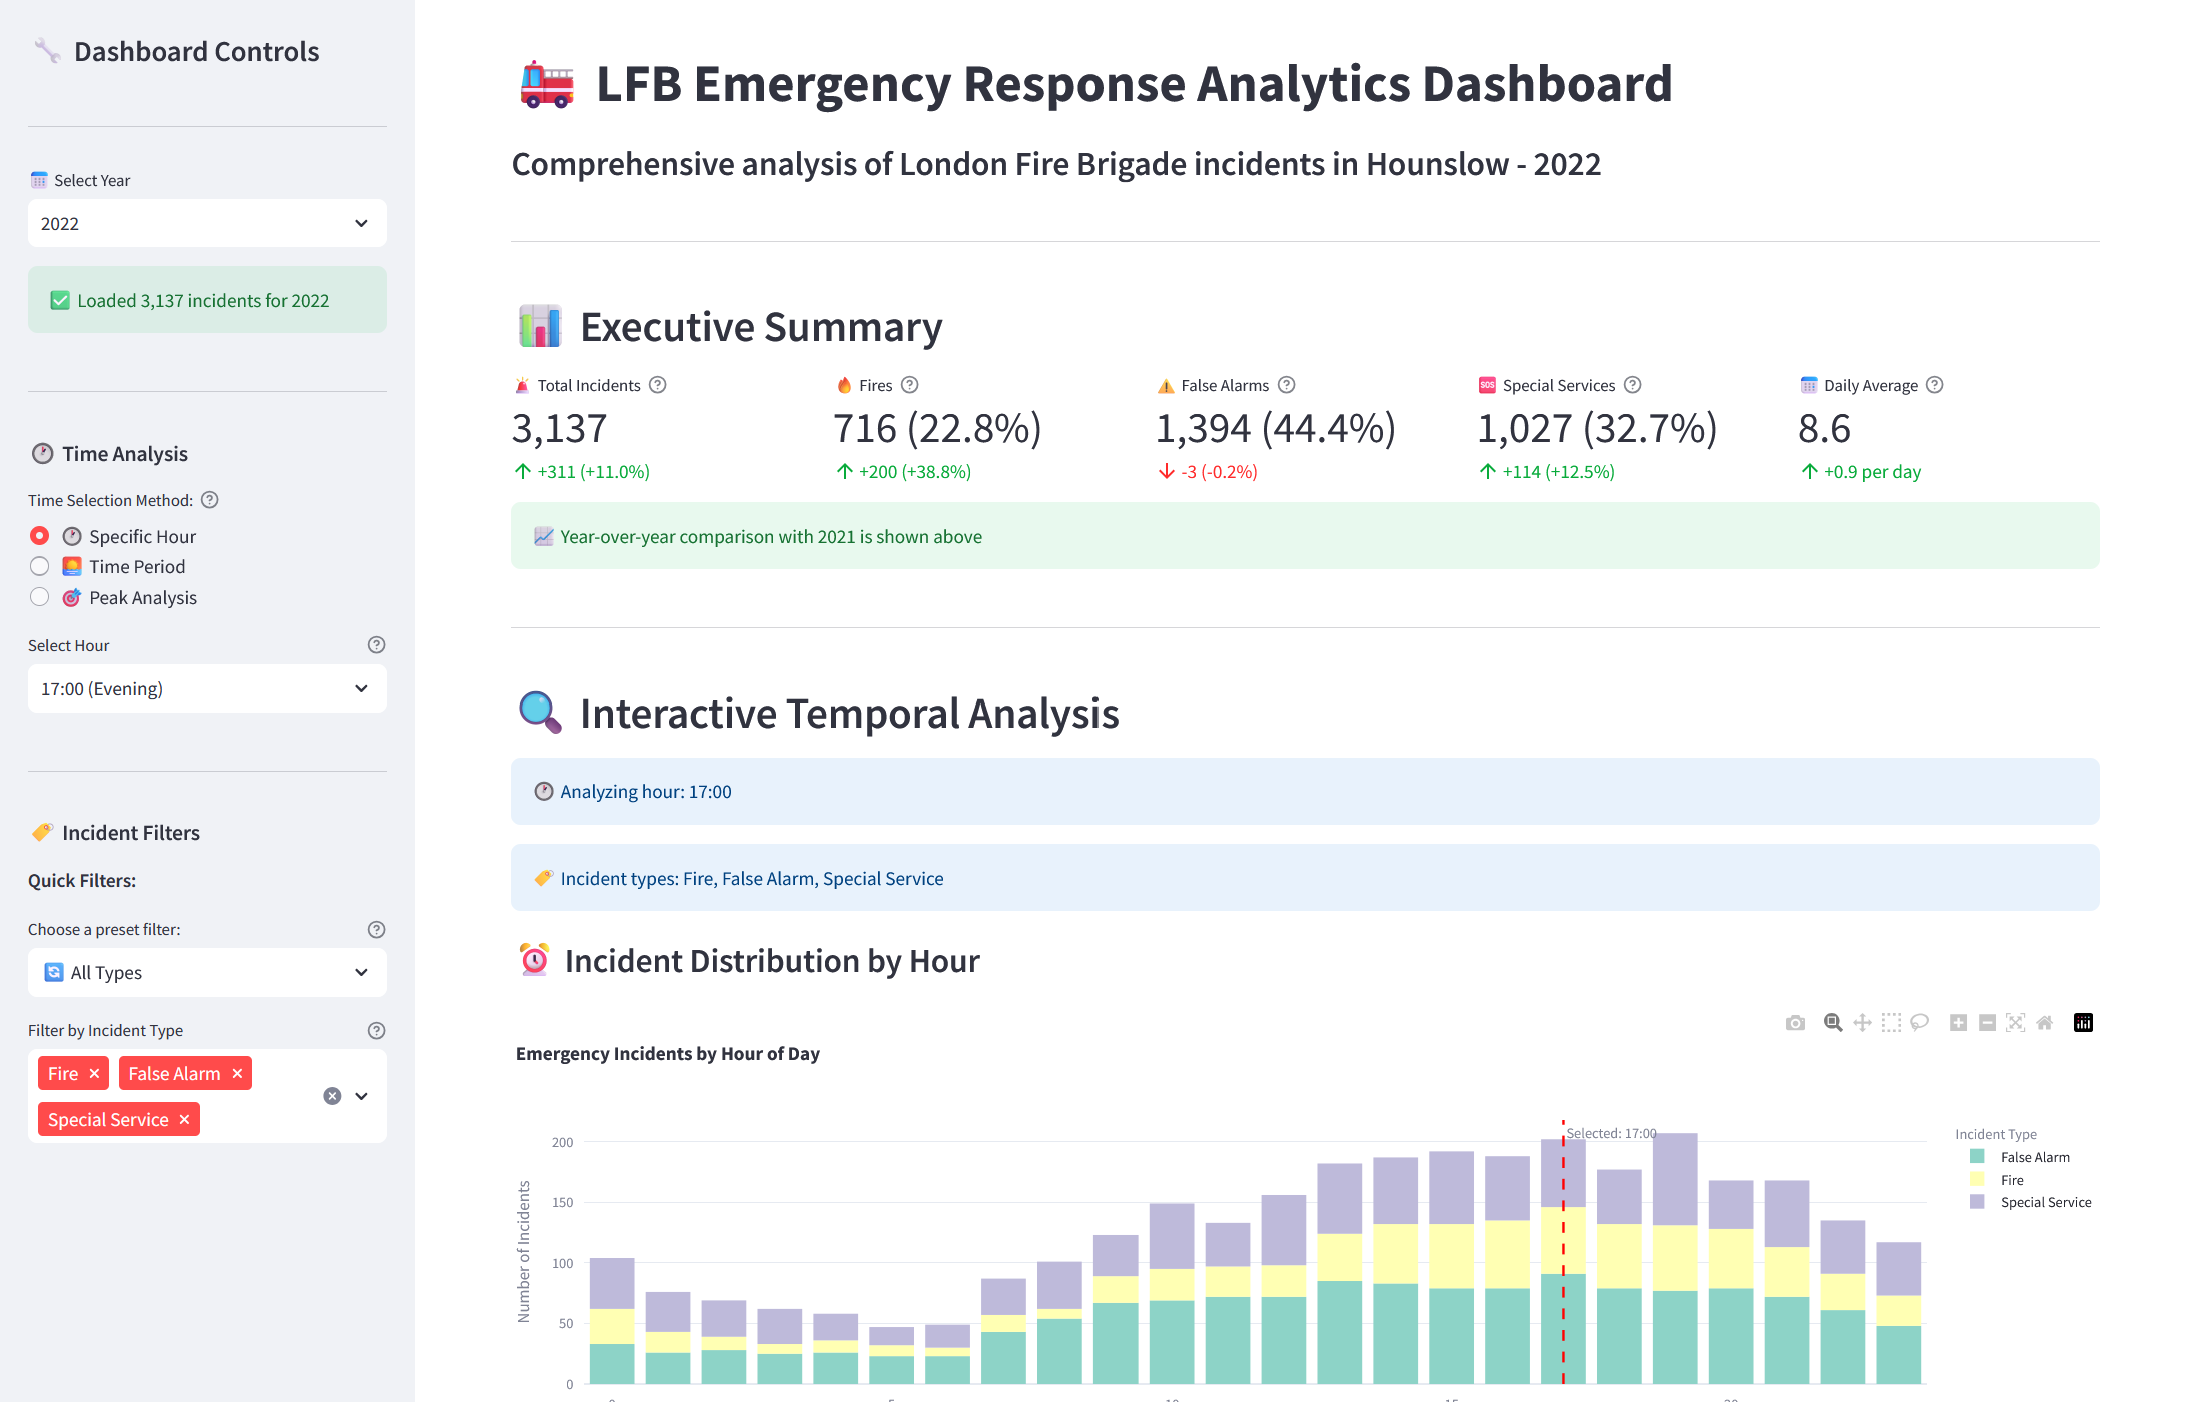 Dashboard Controls
Select Year
2022
Loaded 3,137 incidents for 2022
Time Analysis
Time Selection Method:
Specific Hour
Time Period
Peak Analysis
Select Hour
17:00 (Evening)
Incident Filters
Quick Filters:
Choose a preset filter:
All Types
Filter by Incident Type
Fire
False Alarm
Special Service
LFB Emergency Response Analytics Dashboard
Comprehensive analysis of London Fire Brigade incidents in Hounslow - 2022
Executive Summary
Total Incidents
3,137
+311 (+11.0%)
Fires
716 (22.8%)
+200 (+38.8%)
False Alarms
1,394 (44.4%)
-3 (-0.2%)
SOS Special Services
1,027 (32.7%)
+114 (+12.5%)
Daily Average
8.6
+0.9 per day
Year-over-year comparison with 2021 is shown above
Interactive Temporal Analysis
Analyzing hour: 17:00
Incident types: Fire, False Alarm, Special Service
Incident Distribution by Hour
Emergency Incidents by Hour of Day
Number of Incidents
200
150
100
50
0
Selected: 17:00
Incident Type
False Alarm
Fire
Special Service